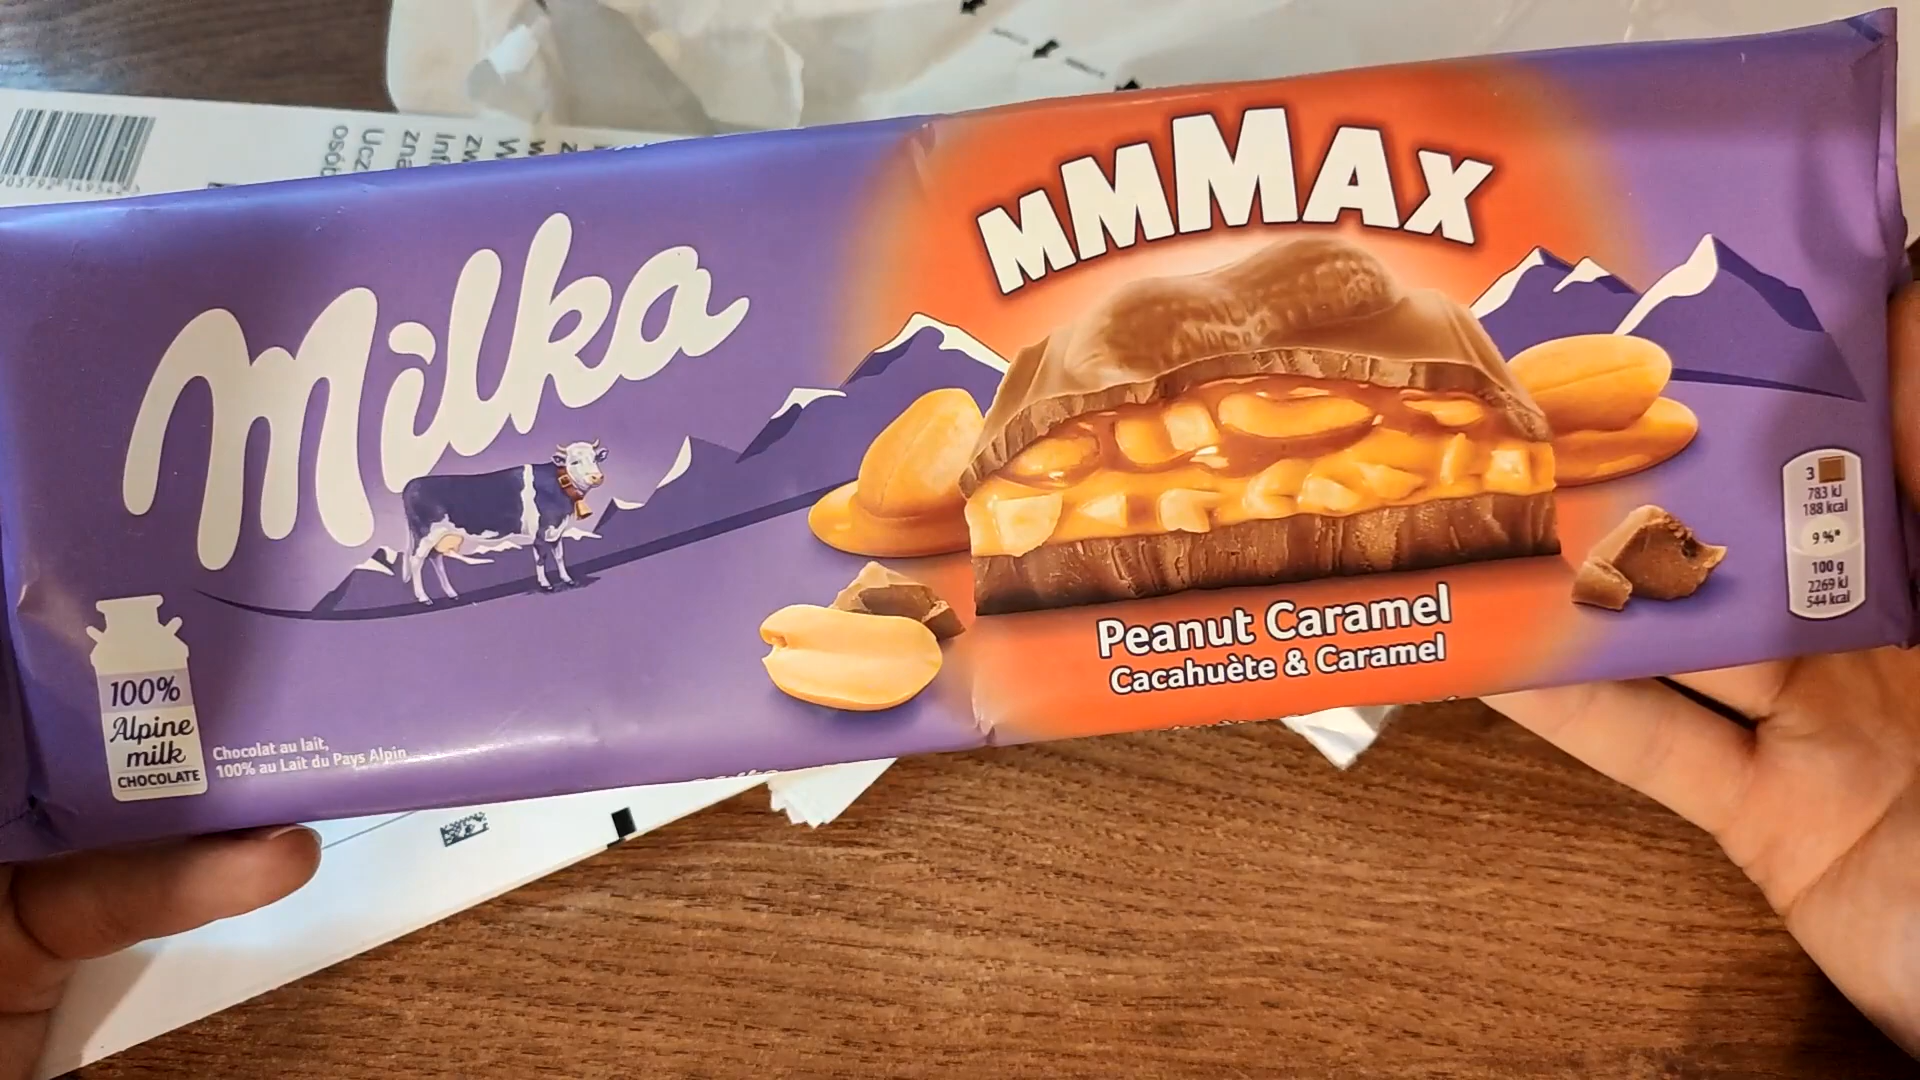 Milka
MMMAX
Peanut Caramel
Cacahuète & Caramel
100%
Alpine
milk
CHOCOLATE
Chocolat au lait,
100% au Lait du Pays Alpin
3
783 kJ
188 kcal
9 %*
100 g
2269 kJ
544 kcal